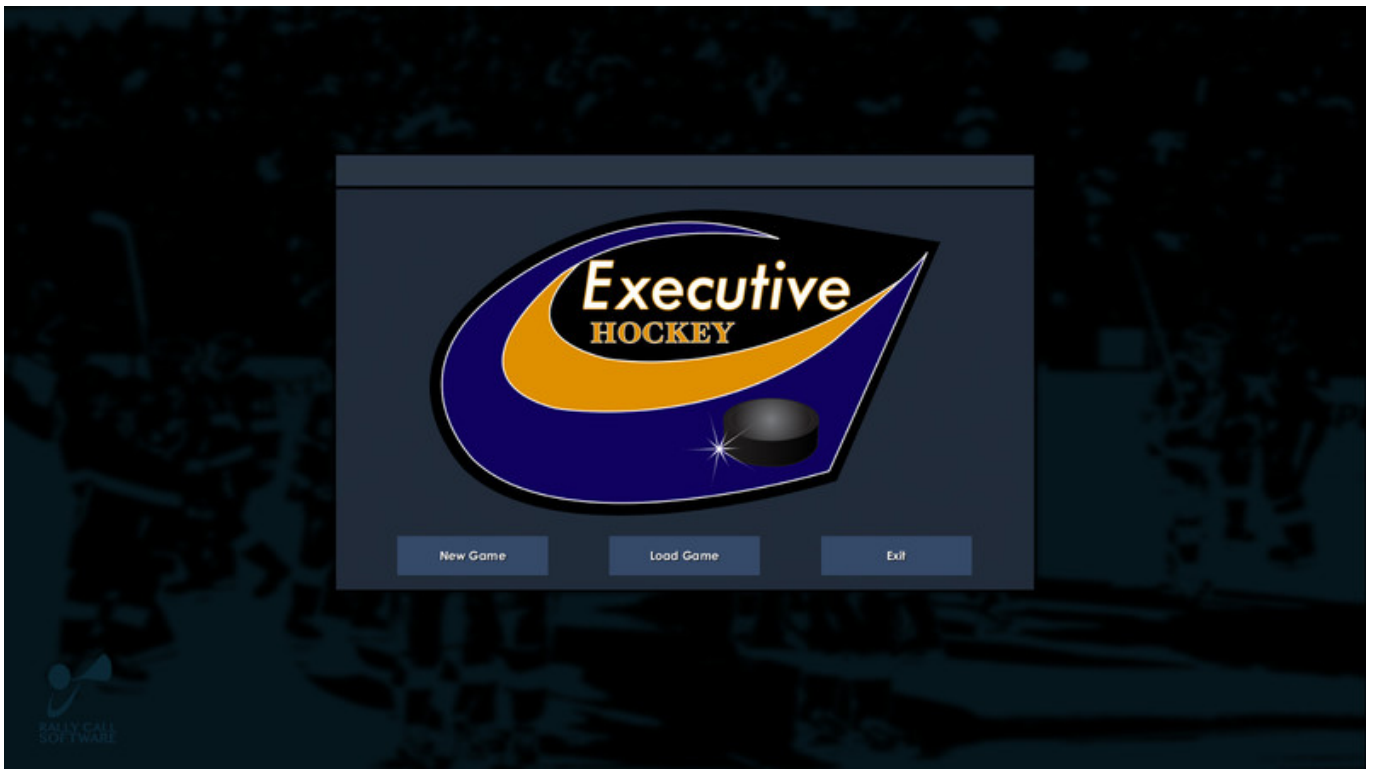 Executive
HOCKEY
New Game
Load Game
Exit
RALLY CALL
SOFTWARE